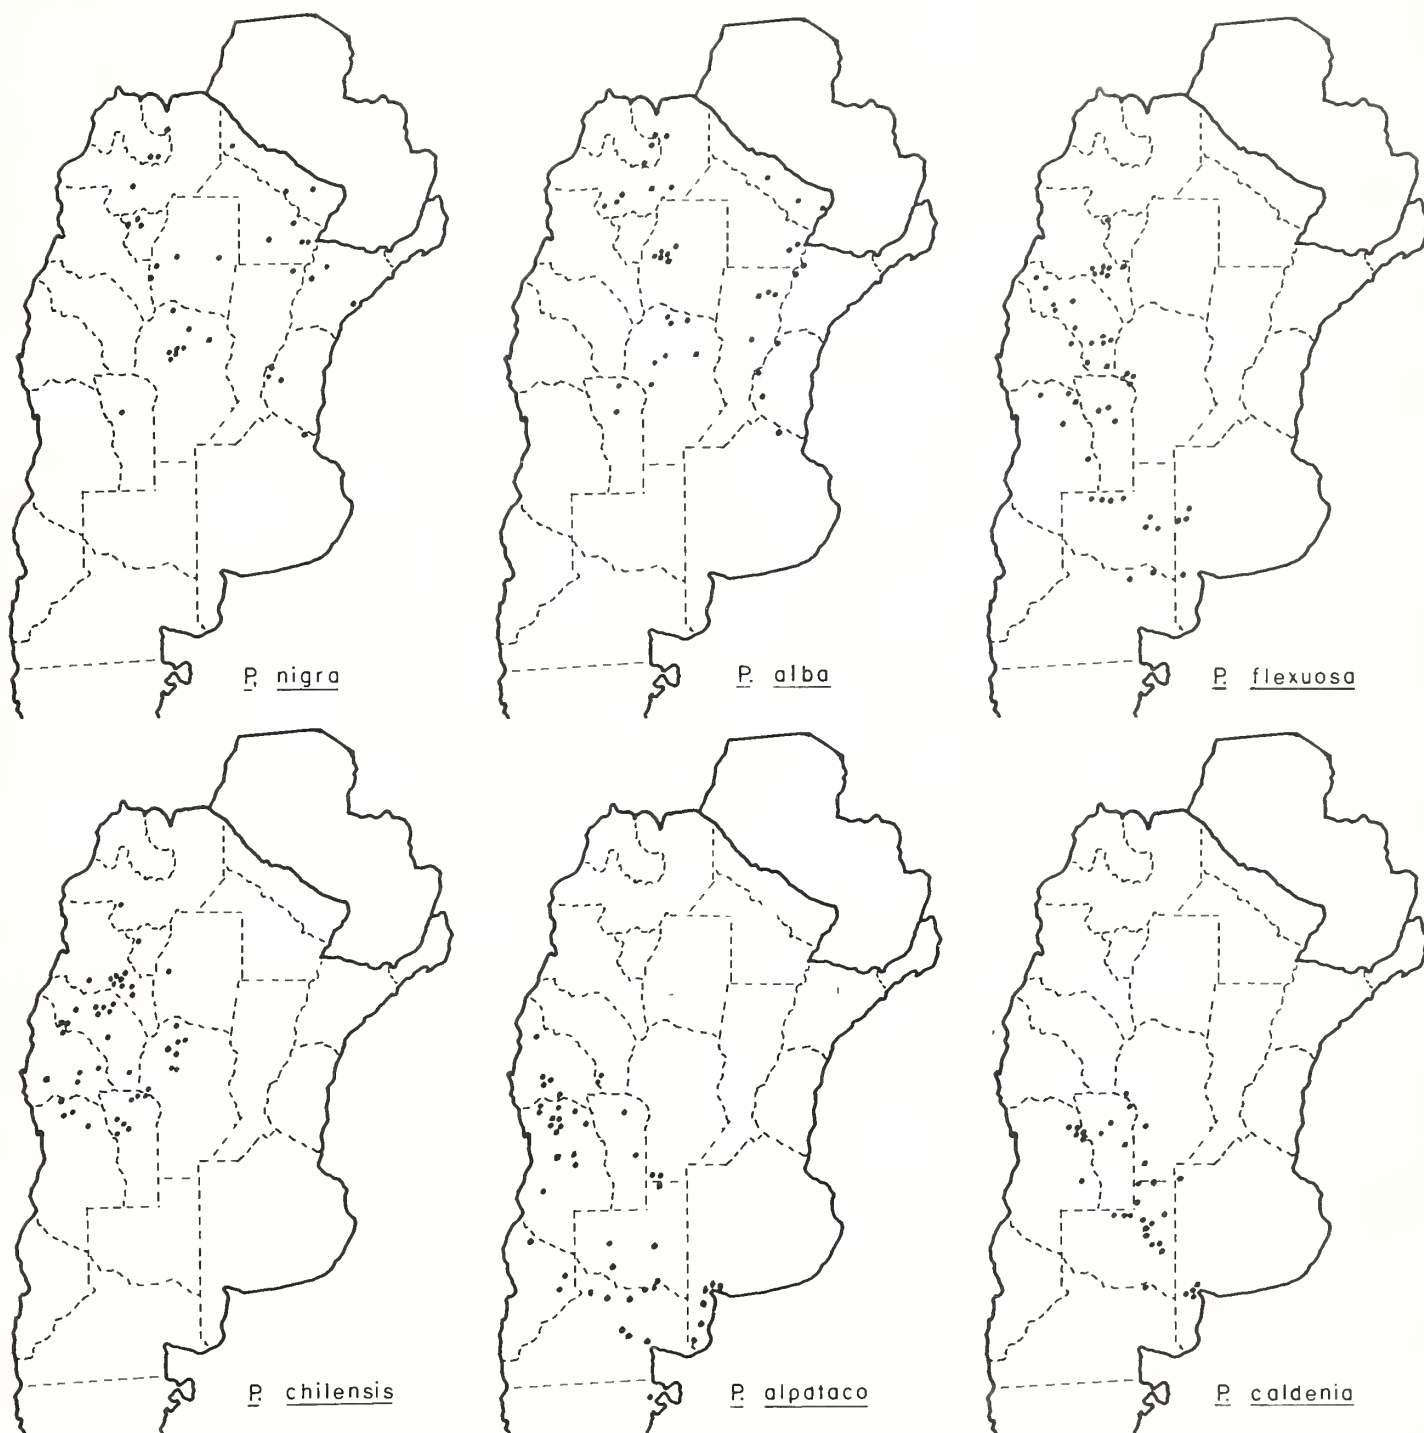 P. nigra
P. alba
P. flexuosa
P. chilensis
P. alpataco
P. caldenia